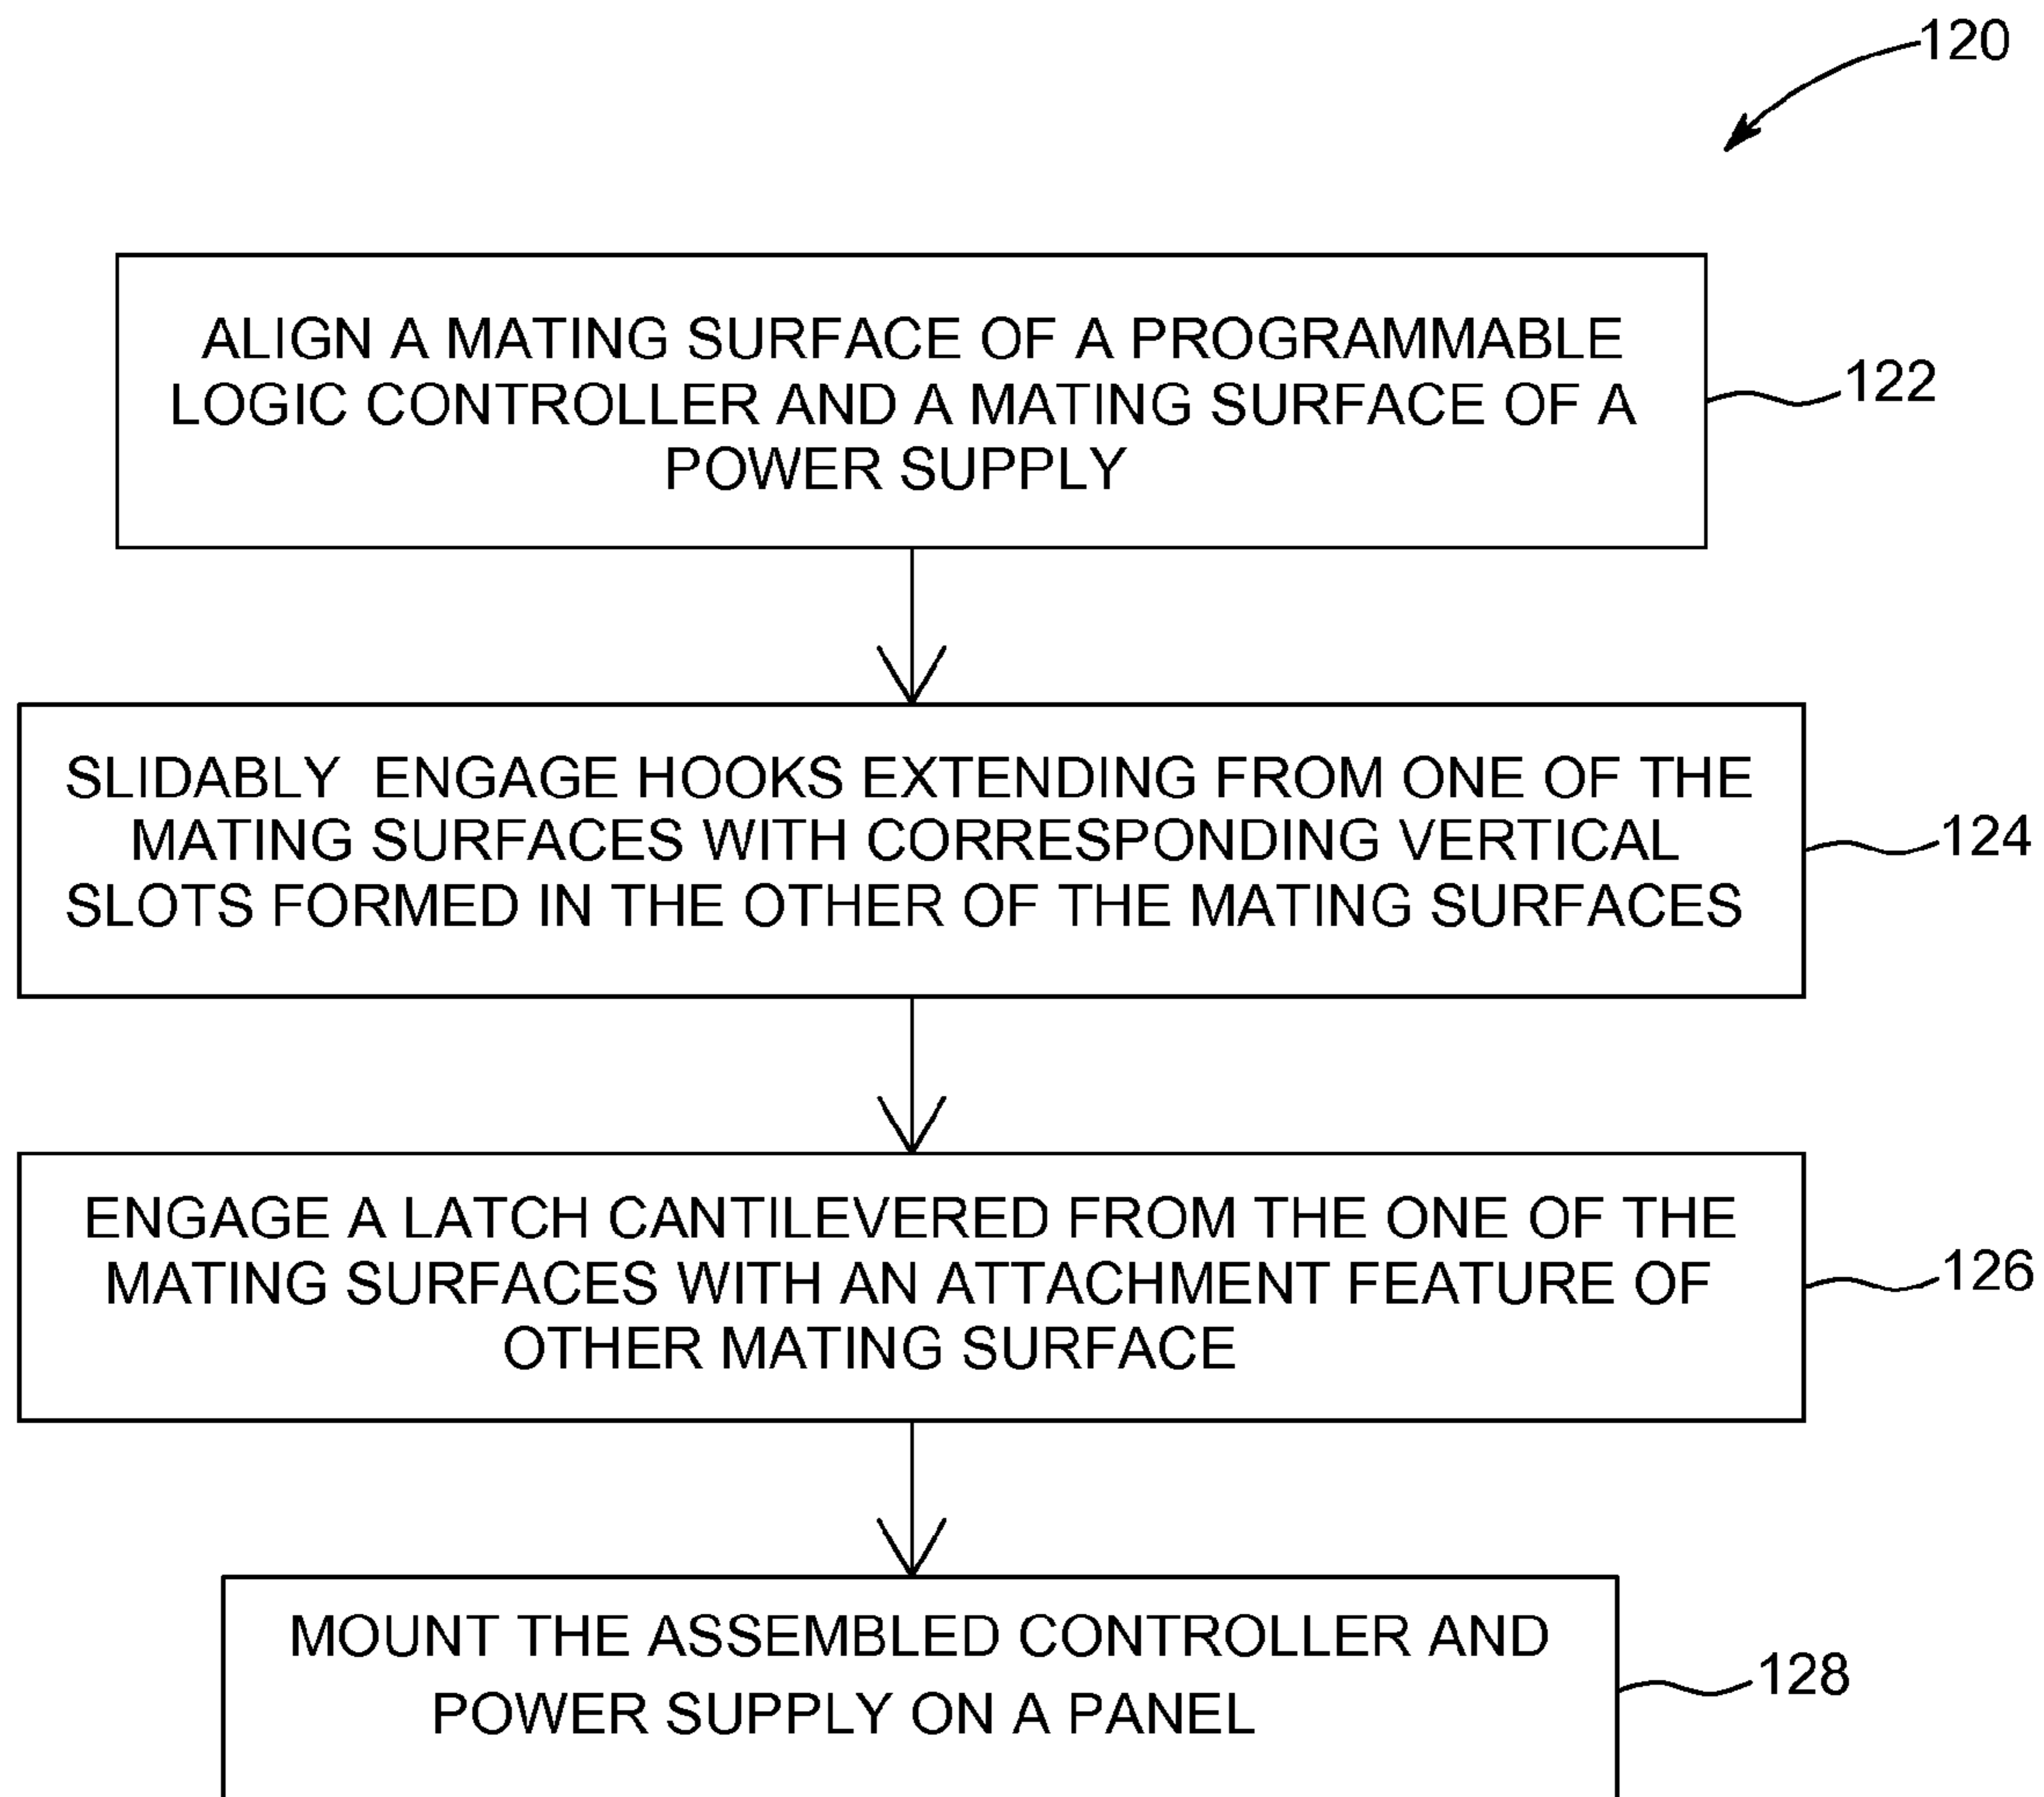 120
ALIGN A MATING SURFACE OF A PROGRAMMABLE
LOGIC CONTROLLER AND A MATING SURFACE OF A
POWER SUPPLY
122
SLIDABLY ENGAGE HOOKS EXTENDING FROM ONE OF THE
MATING SURFACES WITH CORRESPONDING VERTICAL
SLOTS FORMED IN THE OTHER OF THE MATING SURFACES
124
ENGAGE A LATCH CANTILEVERED FROM THE ONE OF THE
MATING SURFACES WITH AN ATTACHMENT FEATURE OF
OTHER MATING SURFACE
126
MOUNT THE ASSEMBLED CONTROLLER AND
POWER SUPPLY ON A PANEL
128